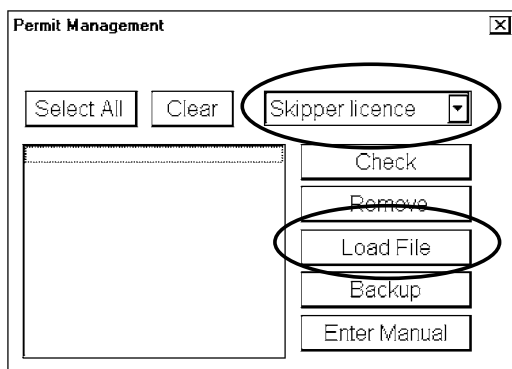 Permit Management
Select All Clear Skipper licence
Check
Remove
Load File
Backup
Enter Manual